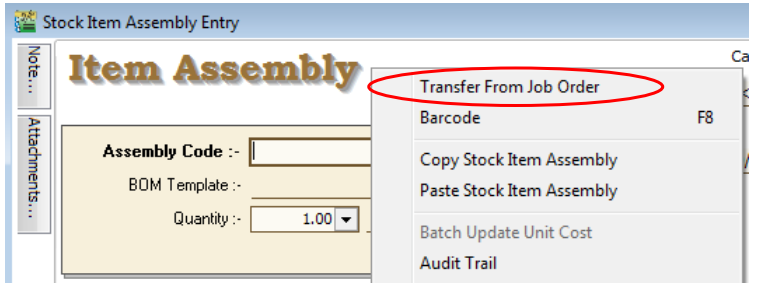 Stock Item Assembly Entry
Note...
Attachments...
Item Assembly
Assembly Code :-
BOM Template :-
Quantity :- 1.00
Transfer From Job Order
Barcode F8
Copy Stock Item Assembly
Paste Stock Item Assembly
Batch Update Unit Cost
Audit Trail
Ca